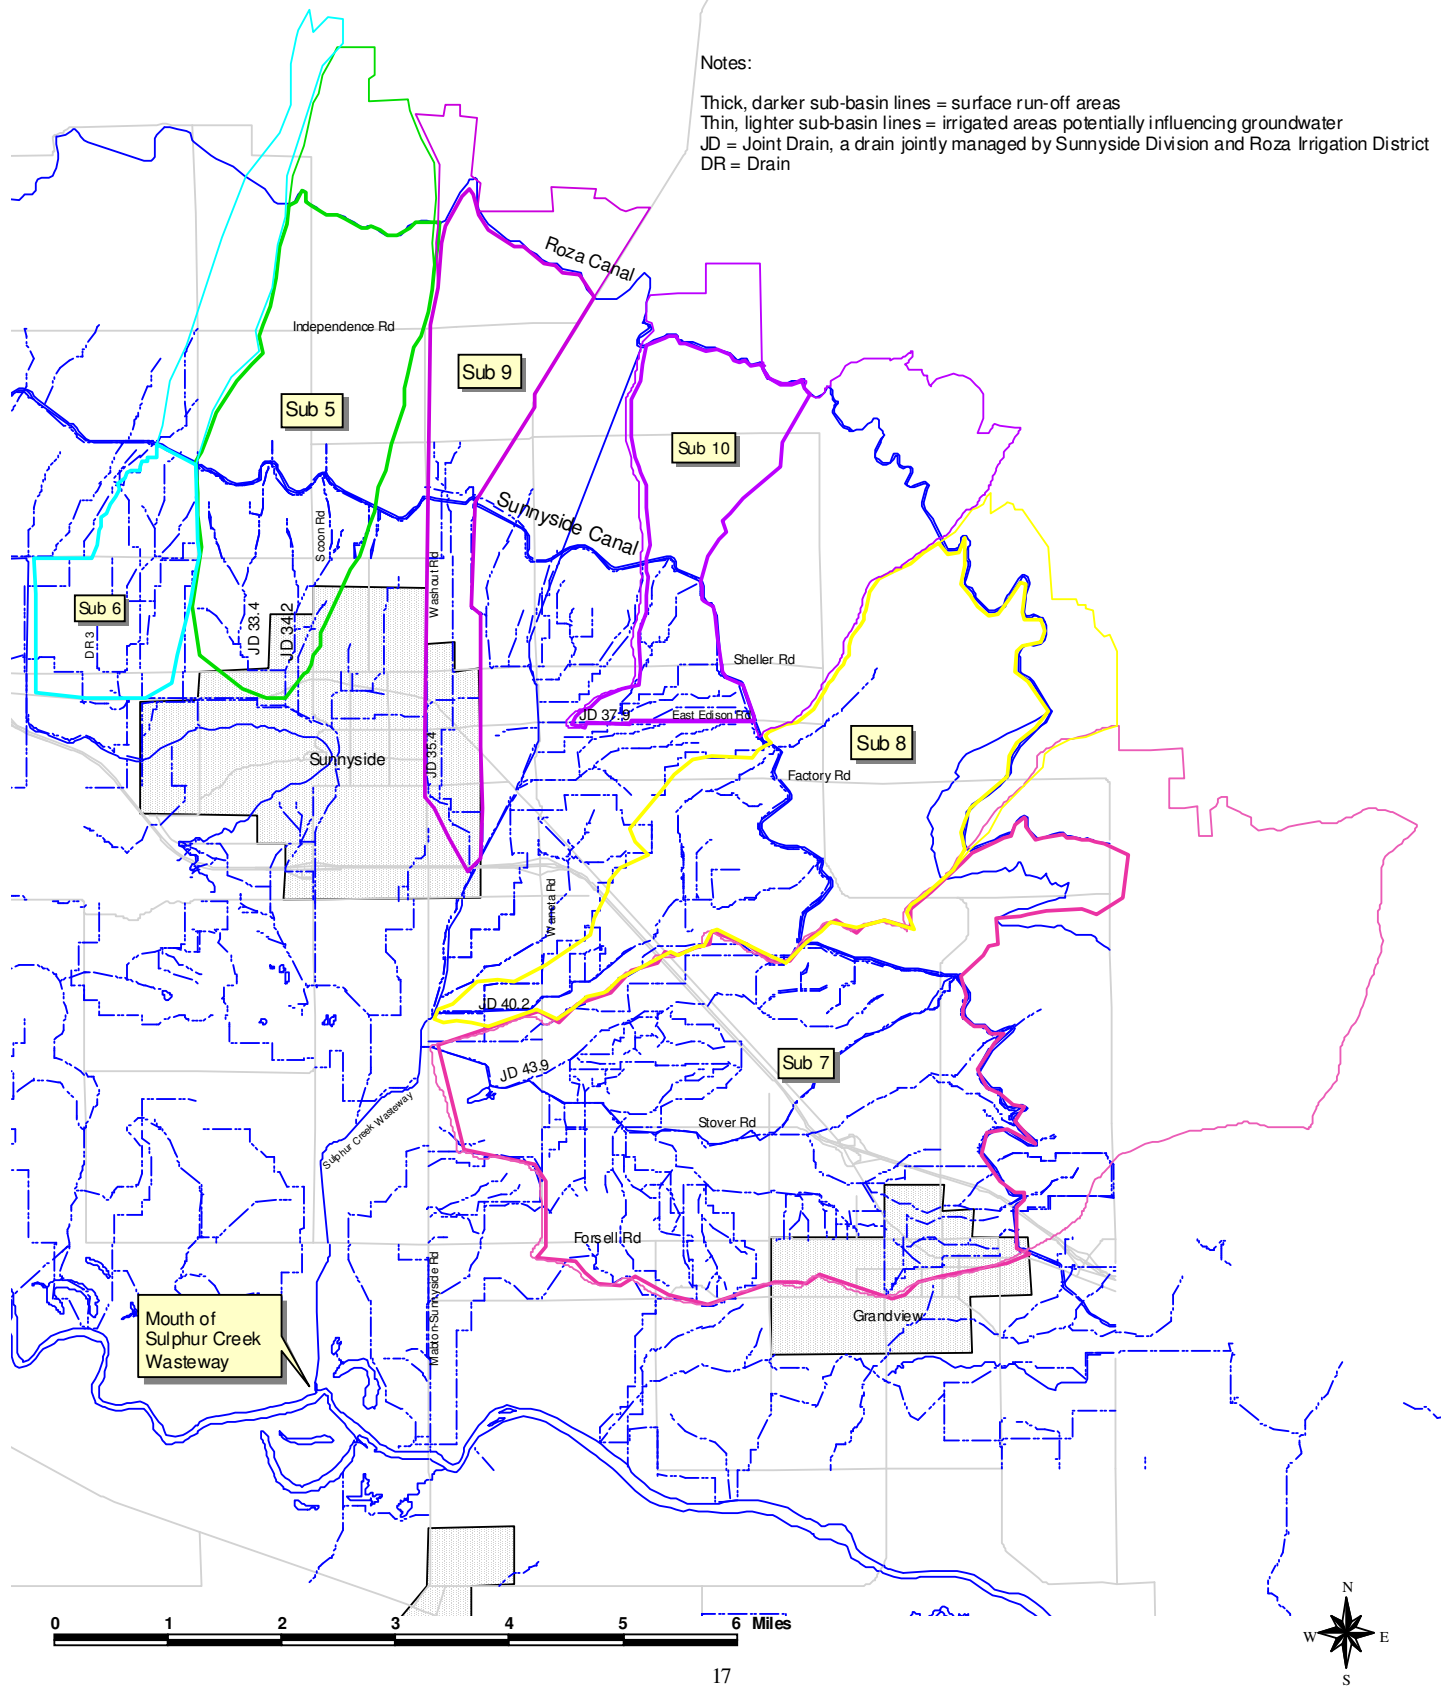 Notes:
Thick, darker sub-basin lines = surface run-off areas
Thin, lighter sub-basin lines = irrigated areas potentially influencing groundwater
JD = Joint Drain, a drain jointly managed by Sunnyside Division and Roza Irrigation District
DR = Drain
Roza Canal
Independence Rd
Sub 9
Sub 5
Sub 10
Sunnyside Canal
Scoon Rd
Washout Rd
Sub 6
DR 3
JD 33.4
JD 34.2
Sheller Rd
JD 37.9
East Edison Rd
Sub 8
Sunnyside
JD 35.4
Factory Rd
Waneta Rd
JD 40.2
Sub 7
JD 43.9
Stover Rd
Sulphur Creek Wasteway
Forsell Rd
Mabton-Sunnyside Rd
Grandview
Mouth of
Sulphur Creek
Wasteway
0 1 2 3 4 5 6 Miles
N
W E
S
17